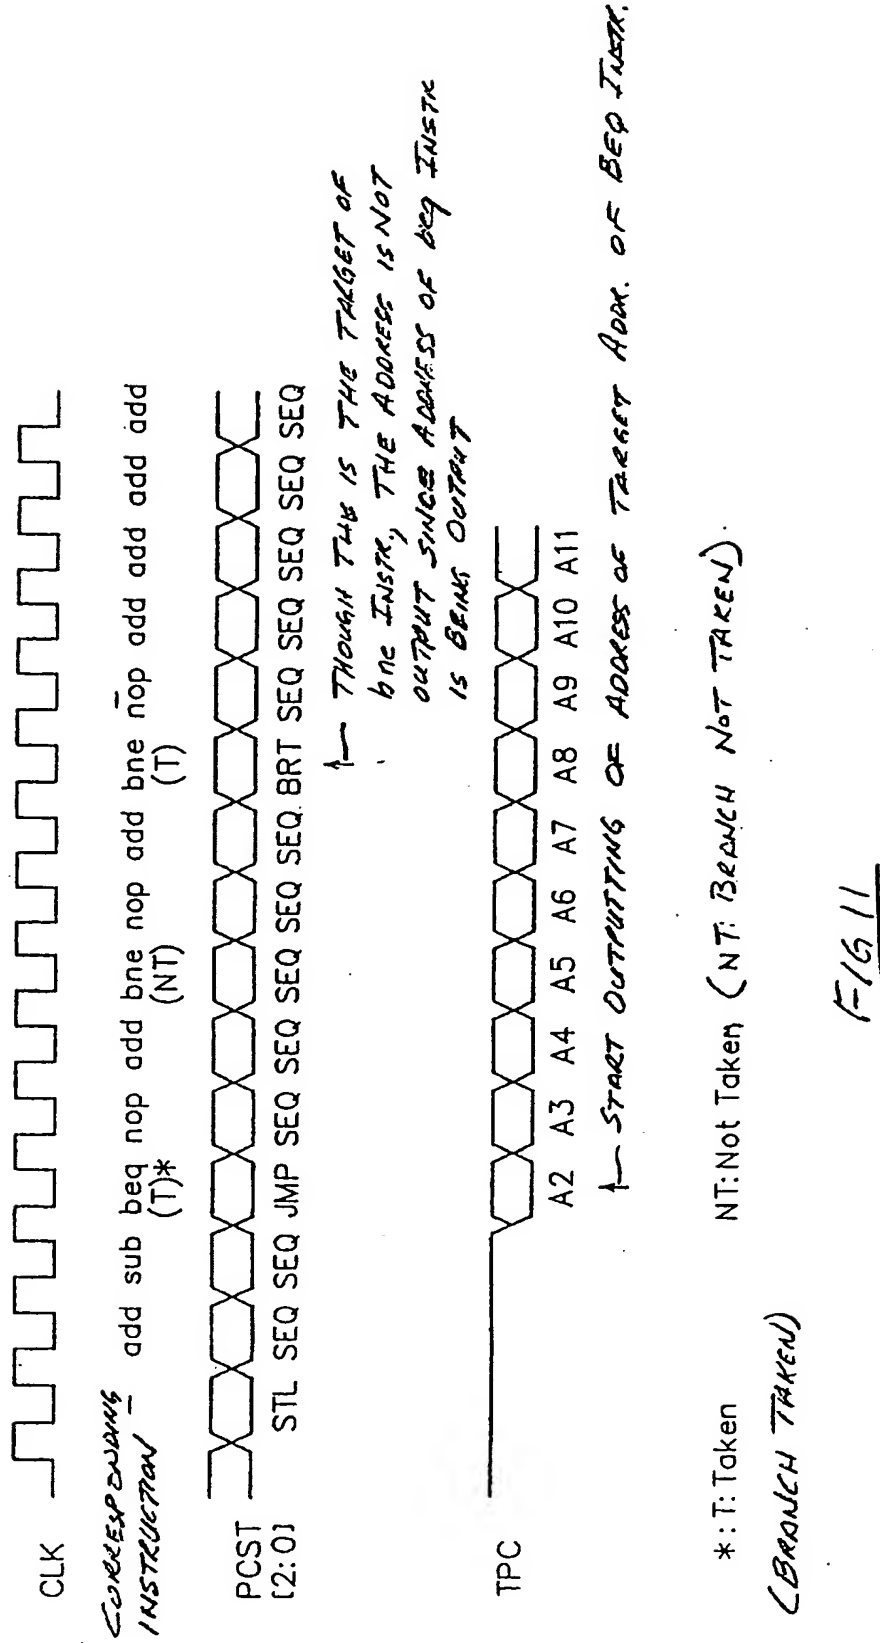 CLK
CORRESPONDING
INSTRUCTION
— add sub beq nop add bne nop add bne nop add add add add
(T)* (NT) (T)
PCST
[2:0]
STL SEQ SEQ JMP SEQ SEQ SEQ SEQ SEQ SEQ. BRT SEQ SEQ SEQ SEQ SEQ
THOUGH THIS IS THE TARGET OF
bne INSTR., THE ADDRESS IS NOT
OUTPUT SINCE ADDRESS OF beq INSTR
IS BEING OUTPUT
TPC
A2 A3 A4 A5 A6 A7 A8 A9 A10 A11
START OUTPUTTING OF ADDRESS OF TARGET ADDR. OF BEQ INSTR.
*: T: Taken NT: Not Taken (NT: BRANCH NOT TAKEN).
(BRANCH TAKEN)
FIG 11